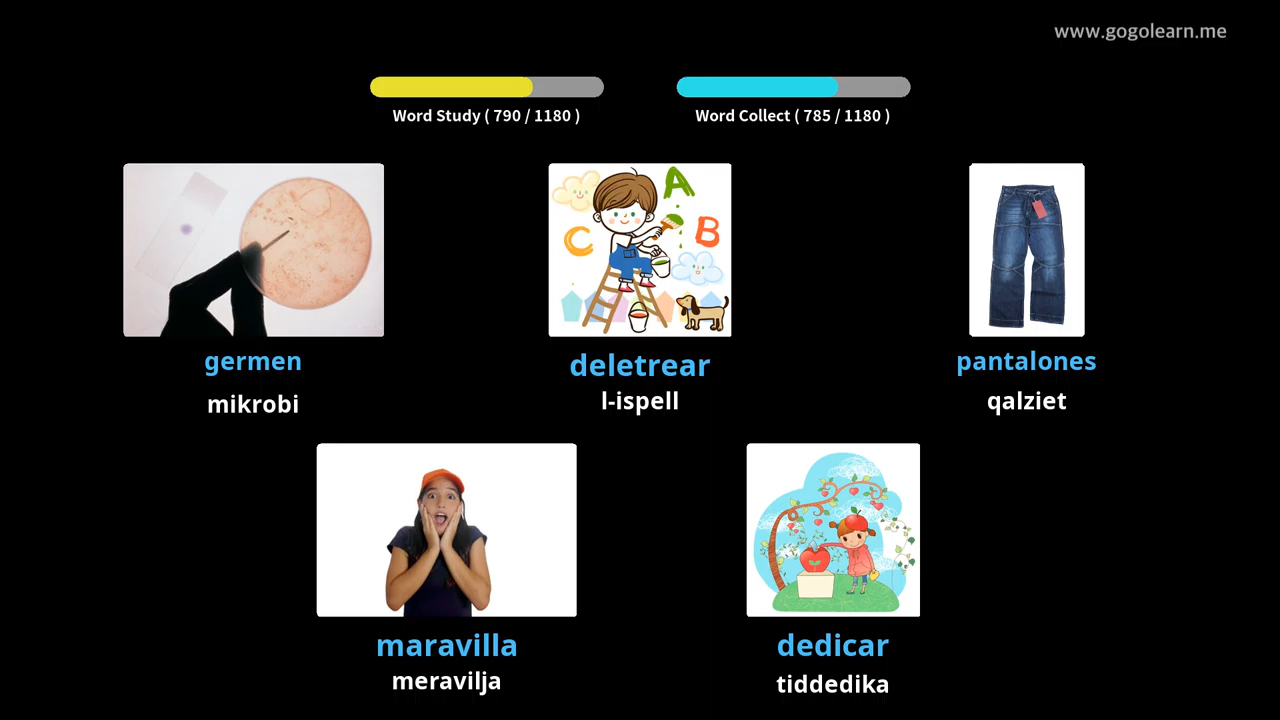 www.gogolearn.me
Word Study ( 790 / 1180 )
Word Collect ( 785 / 1180 )
A
B
C
germen
mikrobi
deletrear
l-ispell
pantalones
qalziet
maravilla
meravilja
dedicar
tiddedika